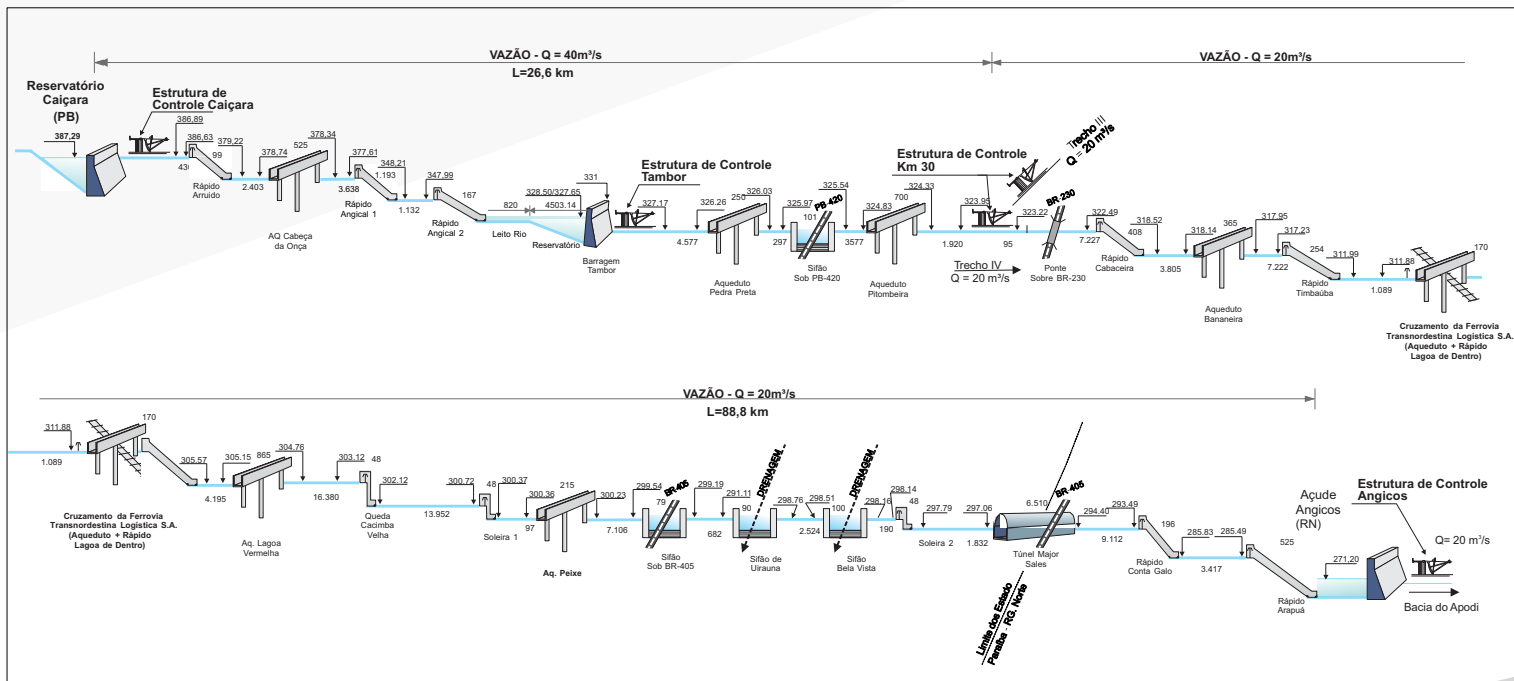 VAZÃO - Q = 40m³/s
L=26,6 km
VAZÃO - Q = 20m³/s
Reservatório
Caiçara
(PB)
387,29
Estrutura de
Controle Caiçara
386,89
386,63
99
Rápido
Arruido
379,22
2.403
378,74
525
AQ Cabeça
da Onça
378,34
3.638
377,61
1.193
Rápido
Angical 1
348,21
1.132
347,99
167
Rápido
Angical 2
820
Leito Rio
328.50/327.65
4503.14
Reservatório
331
Barragem
Tambor
Estrutura de Controle
Tambor
327.17
4.577
326.26
250
Aqueduto
Pedra Preta
326.03
297
325.97
101
PB-420
Sifão
Sob PB-420
325.54
3577
324.83
700
Aqueduto
Pitombeira
324.33
1.920
Estrutura de Controle
Km 30
323.95
95
Trecho III
Q = 20 m³/s
Trecho IV
Q = 20 m³/s
323.22
BR-230
Ponte
Sobre BR-230
7.227
322.49
408
Rápido
Cabaceira
318.52
3.805
318.14
365
Aqueduto
Bananeira
317.95
7.222
317.23
254
Rápido
Timbaúba
311.99
1.089
311.88
170
Cruzamento da Ferrovia
Transnordestina Logistica S.A.
(Aqueduto + Rápido
Lagoa de Dentro)
VAZÃO - Q = 20m³/s
L=88,8 km
311.88
1.089
170
Cruzamento da Ferrovia
Transnordestina Logistica S.A.
(Aqueduto + Rápido
Lagoa de Dentro)
305.57
4.195
305.15
865
Aq. Lagoa
Vermelha
304.76
16.380
303.12
48
Queda
Cacimba
Velha
302.12
13.952
300.72
48
Soleira 1
300.37
97
300.36
215
Aq. Peixe
300.23
7.106
299.54
79
BR-405
Sifão
Sob BR-405
299.19
682
291.11
90
DRENAGEM
Sifão de
Uirauna
298.76
2.524
298.51
100
DRENAGEM
Sifão
Bela Vista
298.16
190
298.14
48
Soleira 2
297.79
1.832
297.06
6.510
BR-405
Túnel Major
Sales
Limite dos Estado
Paraíba - RG. Norte
294.40
9.112
293.49
196
Rápido
Conta Galo
285.83
3.417
285.49
525
Rápido
Arapuá
Açude
Angicos
(RN)
271,20
Estrutura de Controle
Angicos
Q= 20 m³/s
Bacia do Apodi